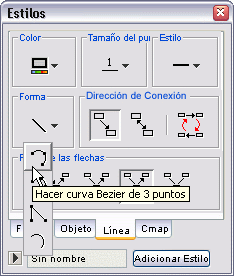 Estilos
Color
Tamaño del pu
Estilo
1
Forma
Dirección de Conexión
de las flechas
Hacer curva Bezier de 3 puntos
F
Objeto
Línea
Cmap
Sin nombre
Adicionar Estilo